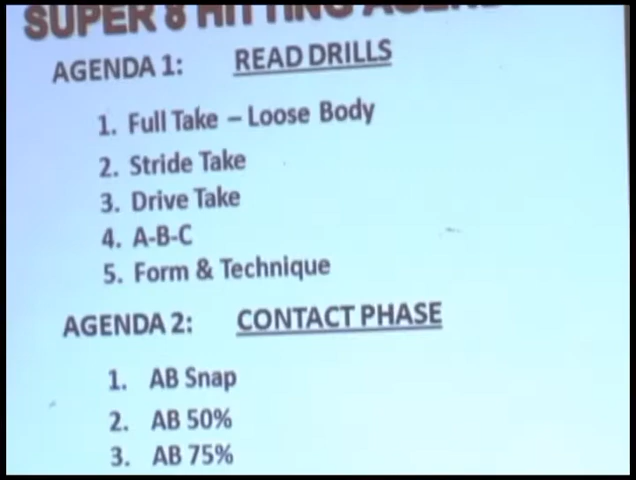 SUPER 8 HITTING
AGENDA 1: READ DRILLS
1. Full Take – Loose Body
2. Stride Take
3. Drive Take
4. A-B-C
5. Form & Technique
AGENDA 2: CONTACT PHASE
1. AB Snap
2. AB 50%
3. AB 75%